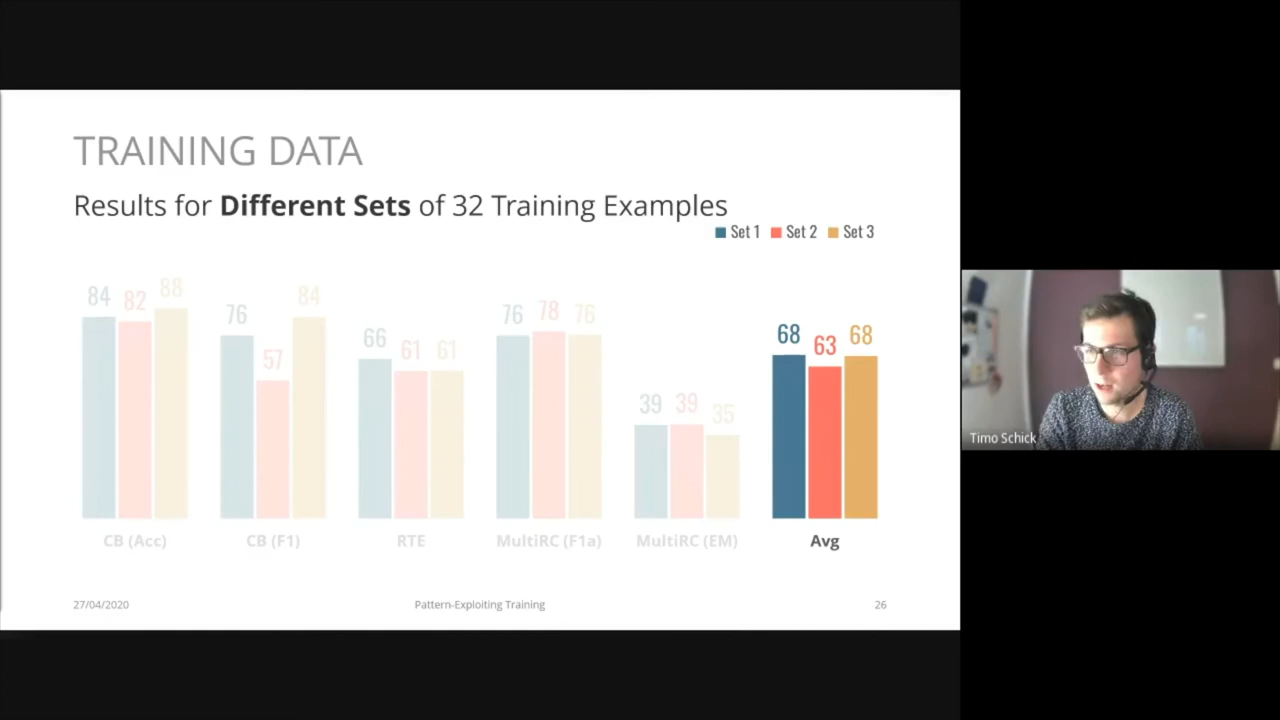 TRAINING DATA
Results for Different Sets of 32 Training Examples
Set 1 Set 2 Set 3
84 82 88 76 57 84 66 61 61 76 78 76 39 39 35 68 63 68
CB (Acc) CB (F1) RTE MultiRC (F1a) MultiRC (EM) Avg
27/04/2020 Pattern-Exploiting Training 26
Timo Schick